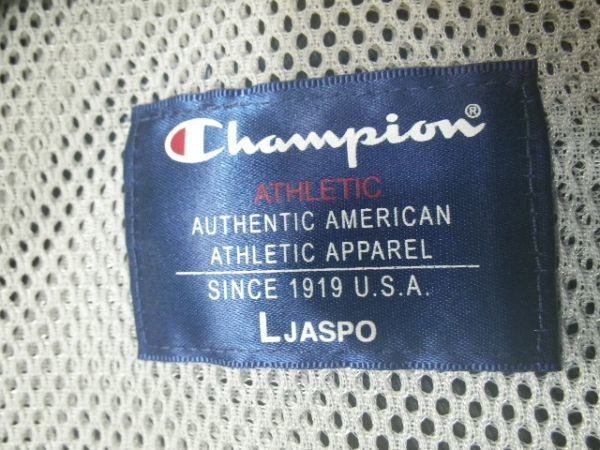 Champion®
ATHLETIC
AUTHENTIC AMERICAN
ATHLETIC APPAREL
SINCE 1919 U.S.A.
L JASPO